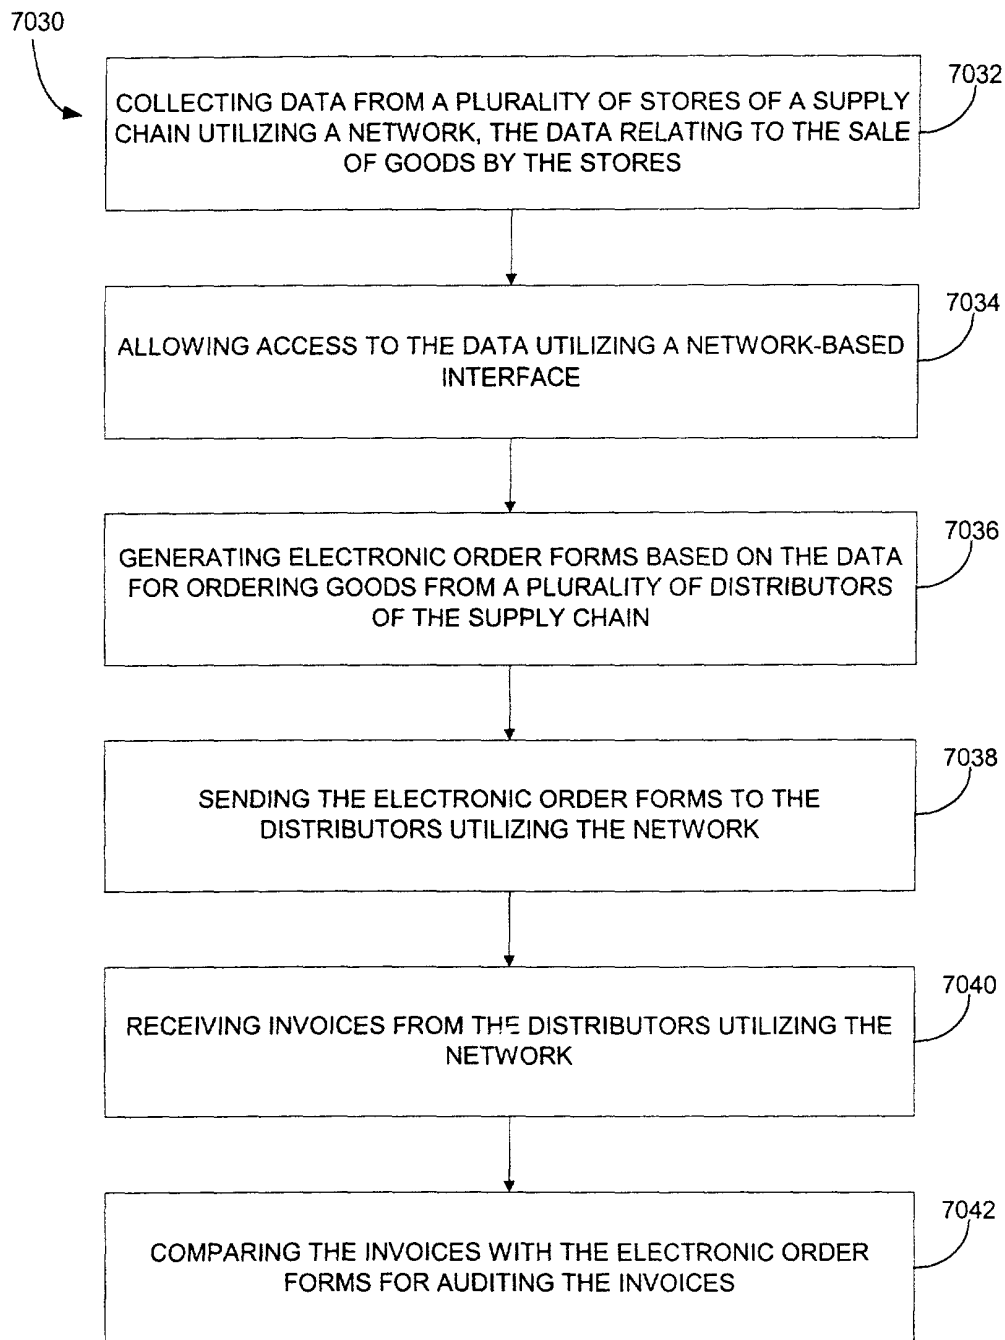 7030
7032
COLLECTING DATA FROM A PLURALITY OF STORES OF A SUPPLY
CHAIN UTILIZING A NETWORK, THE DATA RELATING TO THE SALE
OF GOODS BY THE STORES
7034
ALLOWING ACCESS TO THE DATA UTILIZING A NETWORK-BASED
INTERFACE
7036
GENERATING ELECTRONIC ORDER FORMS BASED ON THE DATA
FOR ORDERING GOODS FROM A PLURALITY OF DISTRIBUTORS
OF THE SUPPLY CHAIN
7038
SENDING THE ELECTRONIC ORDER FORMS TO THE
DISTRIBUTORS UTILIZING THE NETWORK
7040
RECEIVING INVOICES FROM THE DISTRIBUTORS UTILIZING THE
NETWORK
7042
COMPARING THE INVOICES WITH THE ELECTRONIC ORDER
FORMS FOR AUDITING THE INVOICES